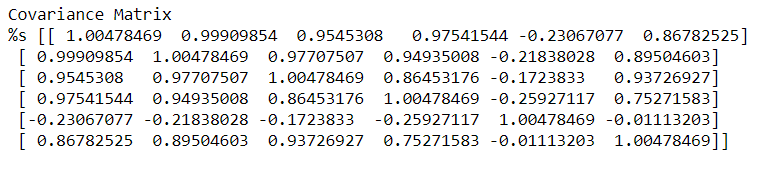 Covariance Matrix
%s [[ 1.00478469  0.99909854  0.9545308   0.97541544 -0.23067077  0.86782525]
 [ 0.99909854  1.00478469  0.97707507  0.94935008 -0.21838028  0.89504603]
 [ 0.9545308   0.97707507  1.00478469  0.86453176 -0.1723833   0.93726927]
 [ 0.97541544  0.94935008  0.86453176  1.00478469 -0.25927117  0.75271583]
 [-0.23067077 -0.21838028 -0.1723833  -0.25927117  1.00478469 -0.01113203]
 [ 0.86782525  0.89504603  0.93726927  0.75271583 -0.01113203  1.00478469]]